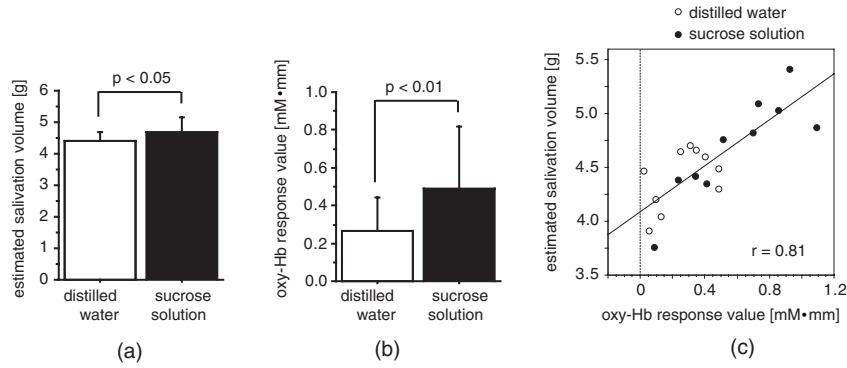 p < 0.05
estimated salivation volume [g]
6
5
4
3
2
1
0
distilled
water
sucrose
solution
(a)
p < 0.01
oxy-Hb response value [mM•mm]
1.0
0.8
0.6
0.4
0.2
0.0
distilled
water
sucrose
solution
(b)
distilled water
sucrose solution
estimated salivation volume [g]
5.5
5.0
4.5
4.0
3.5
r = 0.81
0
0.4
0.8
1.2
oxy-Hb response value [mM•mm]
(c)